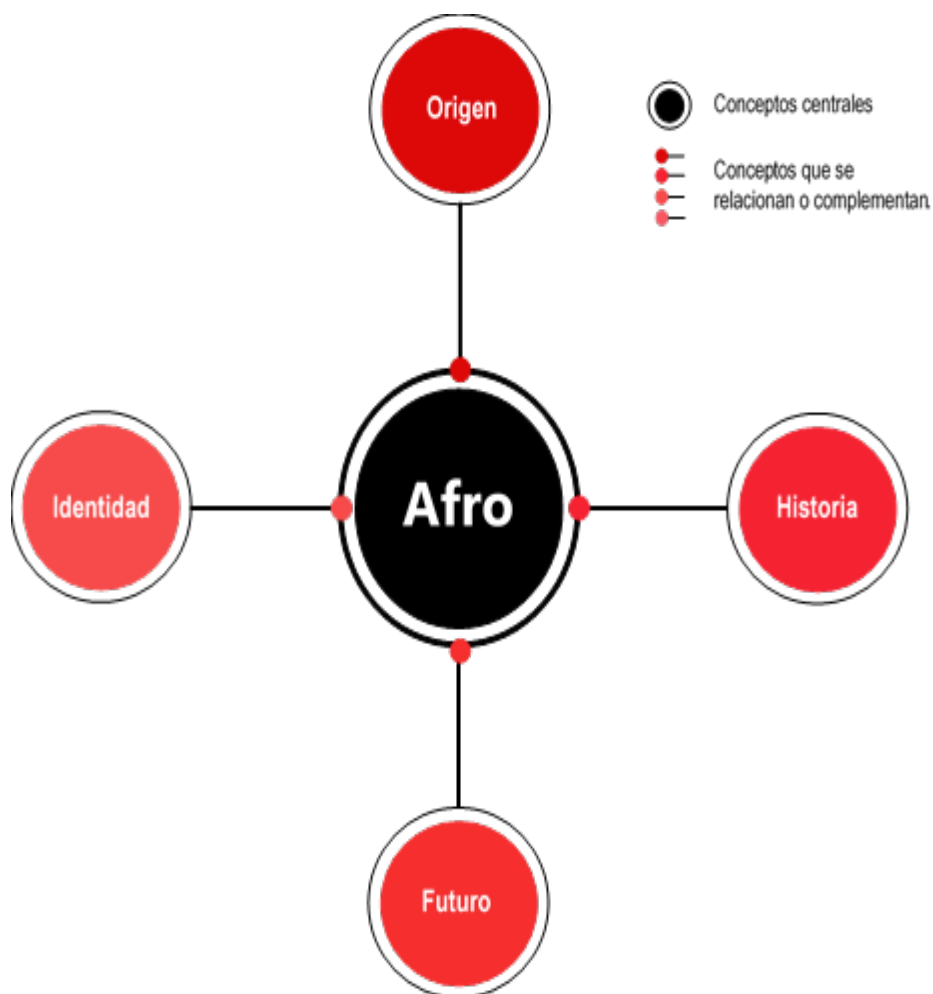 Origen
Conceptos centrales
Conceptos que se
relacionan o complementan.
Identidad
Afro
Historia
Futuro